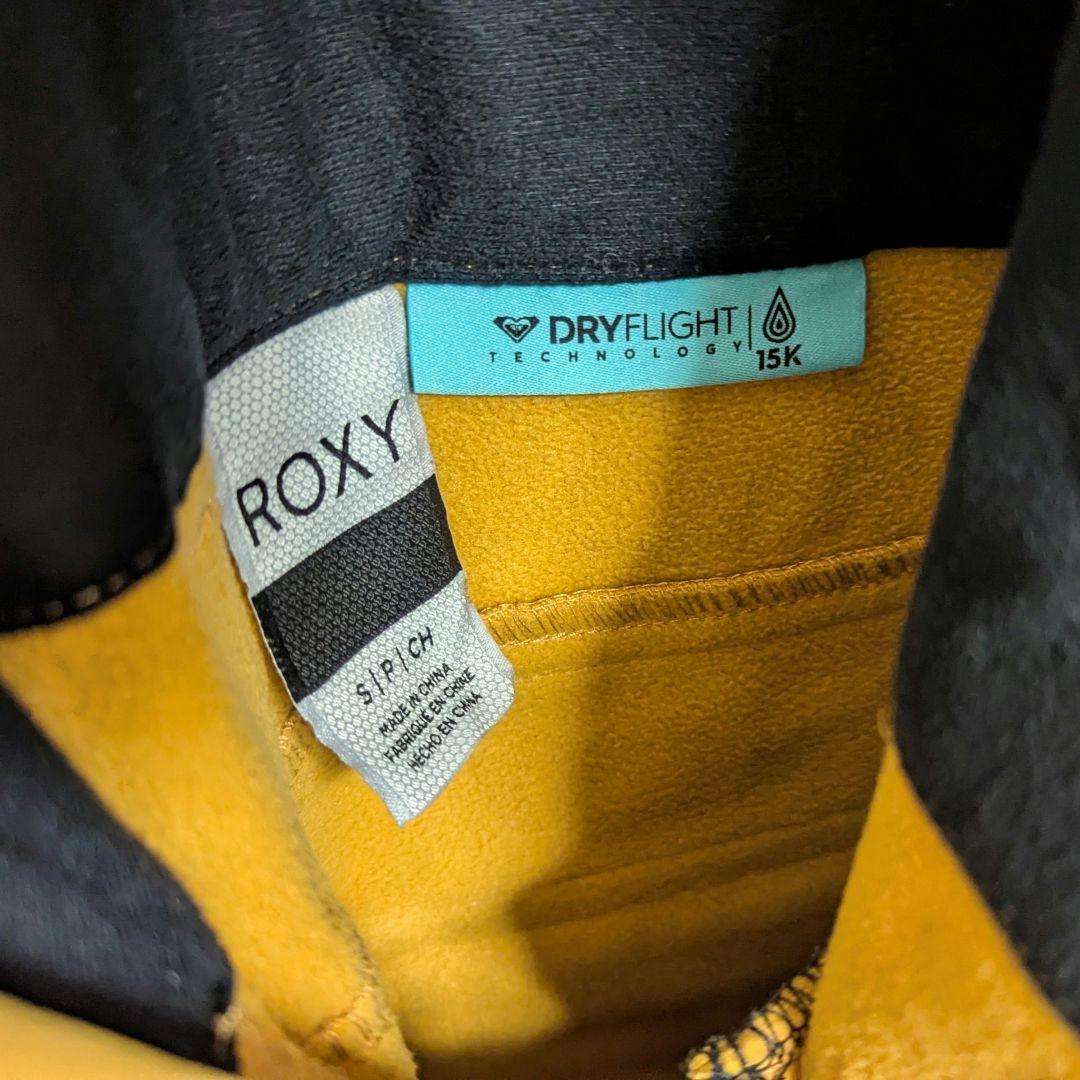 DRYFLIGHT
TECHNOLOGY
15K
ROXY
S|P|CH
MADE IN CHINA
FABRIQUÉ EN CHINE
HECHO EN CHINA